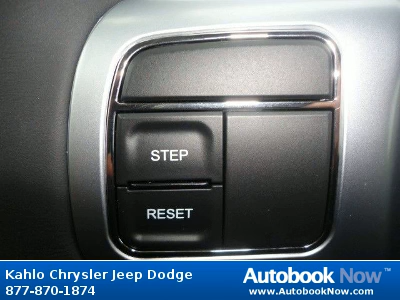 STEP
RESET
Kahlo Chrysler Jeep Dodge
877-870-1874
Autobook Now™
www.AutobookNow.com